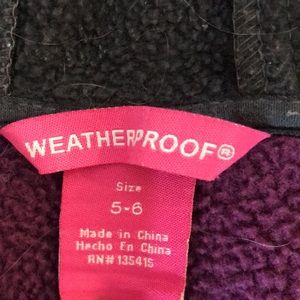 WEATHERPROOF®
Size
5-6
Made in China
Hecho En China
RN# 135415